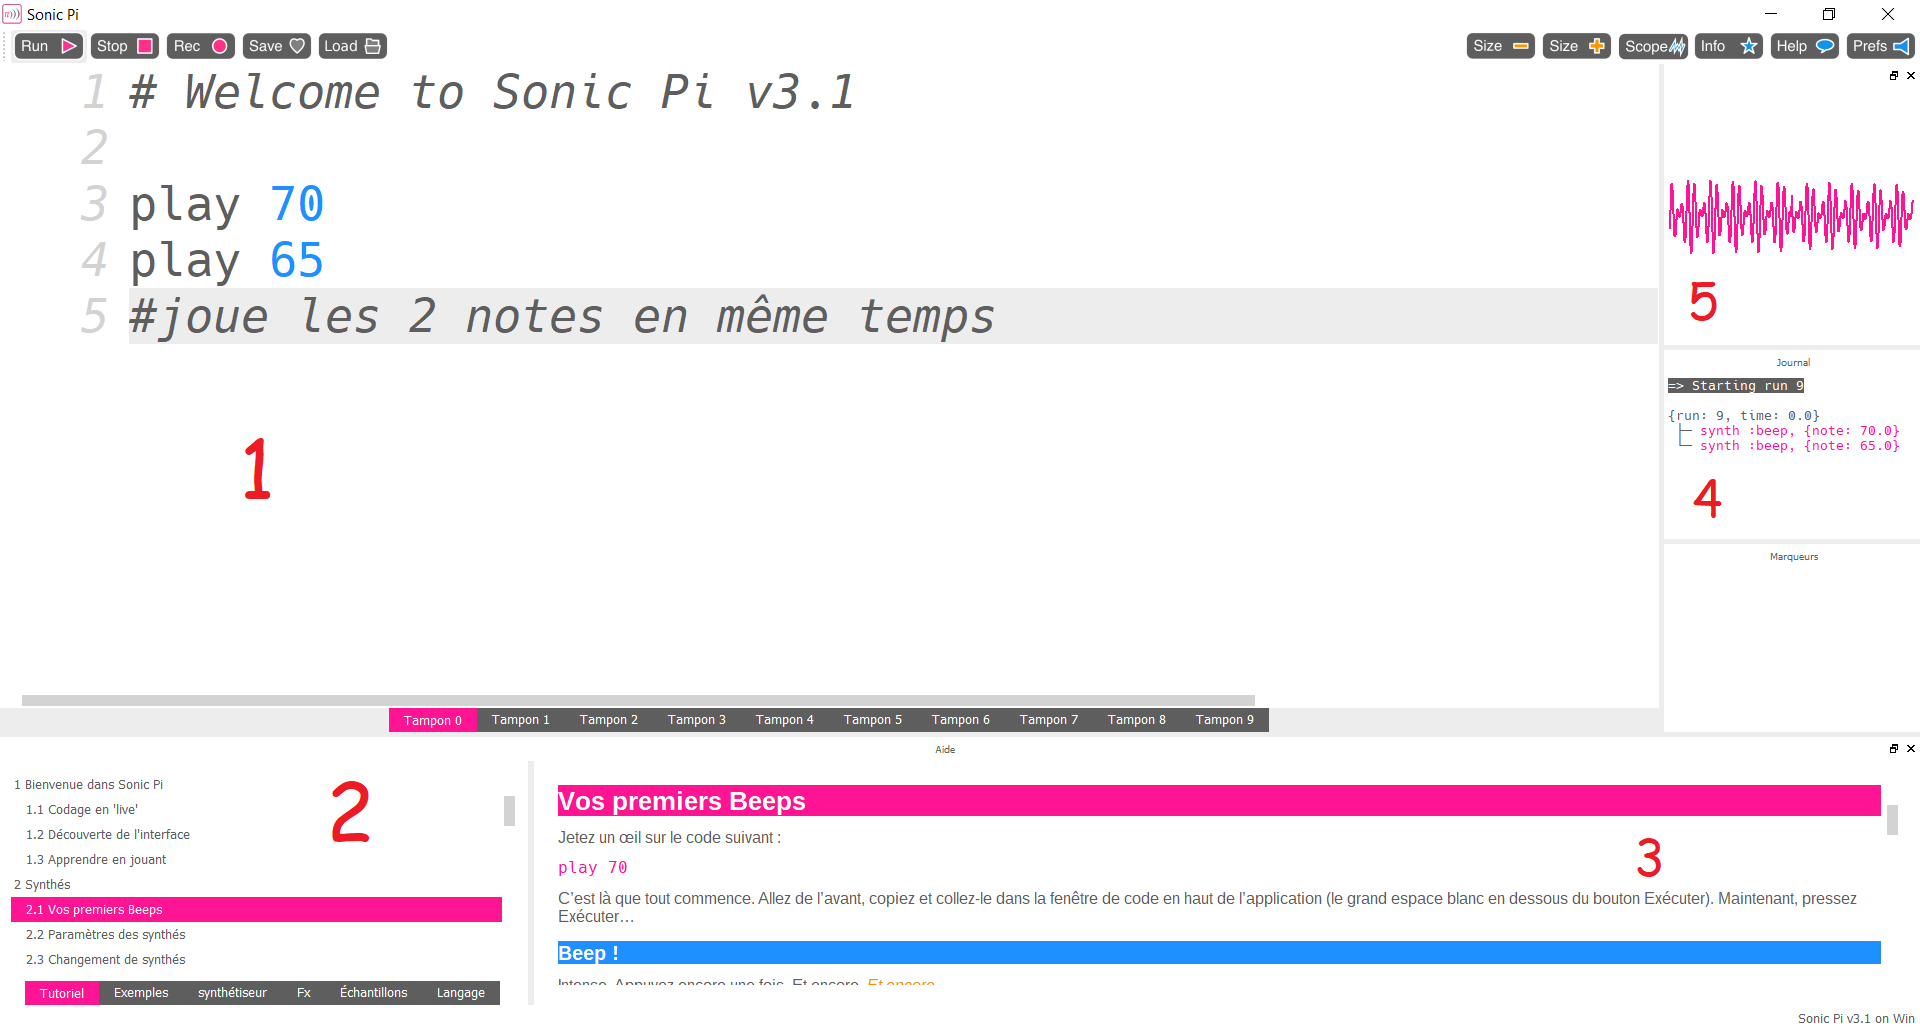 Sonic Pi
Run Stop Rec Save Load Size Size Scope Info Help Prefs
1 # Welcome to Sonic Pi v3.1
2
3 play 70
4 play 65
5 #joue les 2 notes en même temps
1
5
Journal
=> Starting run 9
{run: 9, time: 0.0}
synth :beep, {note: 70.0}
synth :beep, {note: 65.0}
4
Marqueurs
Tampon 0 Tampon 1 Tampon 2 Tampon 3 Tampon 4 Tampon 5 Tampon 6 Tampon 7 Tampon 8 Tampon 9
Aide
1 Bienvenue dans Sonic Pi
1.1 Codage en 'live'
1.2 Découverte de l'interface
1.3 Apprendre en jouant
2 Synthés
2.1 Vos premiers Beeps
2.2 Paramètres des synthés
2.3 Changement de synthés
2
Tutoriel Exemples synthétiseur Fx Échantillons Langage
Vos premiers Beeps
Jetez un œil sur le code suivant :
play 70
C’est là que tout commence. Allez de l’avant, copiez et collez-le dans la fenêtre de code en haut de l’application (le grand espace blanc en dessous du bouton Exécuter). Maintenant, pressez
Exécuter…
3
Beep !
Intense. Appuyez encore une fois. Et encore. Et encore
Sonic Pi v3.1 on Win